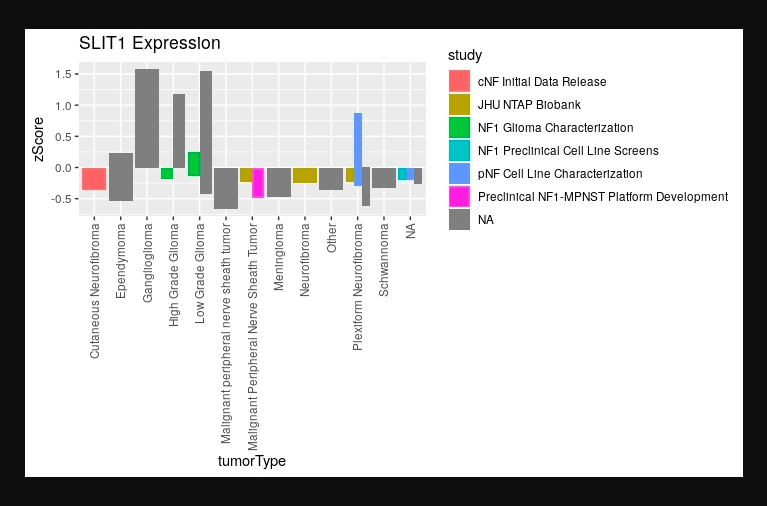 SLIT1 Expression
zScore
1.5
1.0
0.5
0.0
-0.5
Cutaneous Neurofibroma
Ependymoma
Ganglioglioma
High Grade Glioma
Low Grade Glioma
Malignant peripheral nerve sheath tumor
Malignant Peripheral Nerve Sheath Tumor
Meningioma
Neurofibroma
Other
Plexiform Neurofibroma
Schwannoma
NA
tumorType
study
cNF Initial Data Release
JHU NTAP Biobank
NF1 Glioma Characterization
NF1 Preclinical Cell Line Screens
pNF Cell Line Characterization
Preclinical NF1-MPNST Platform Development
NA